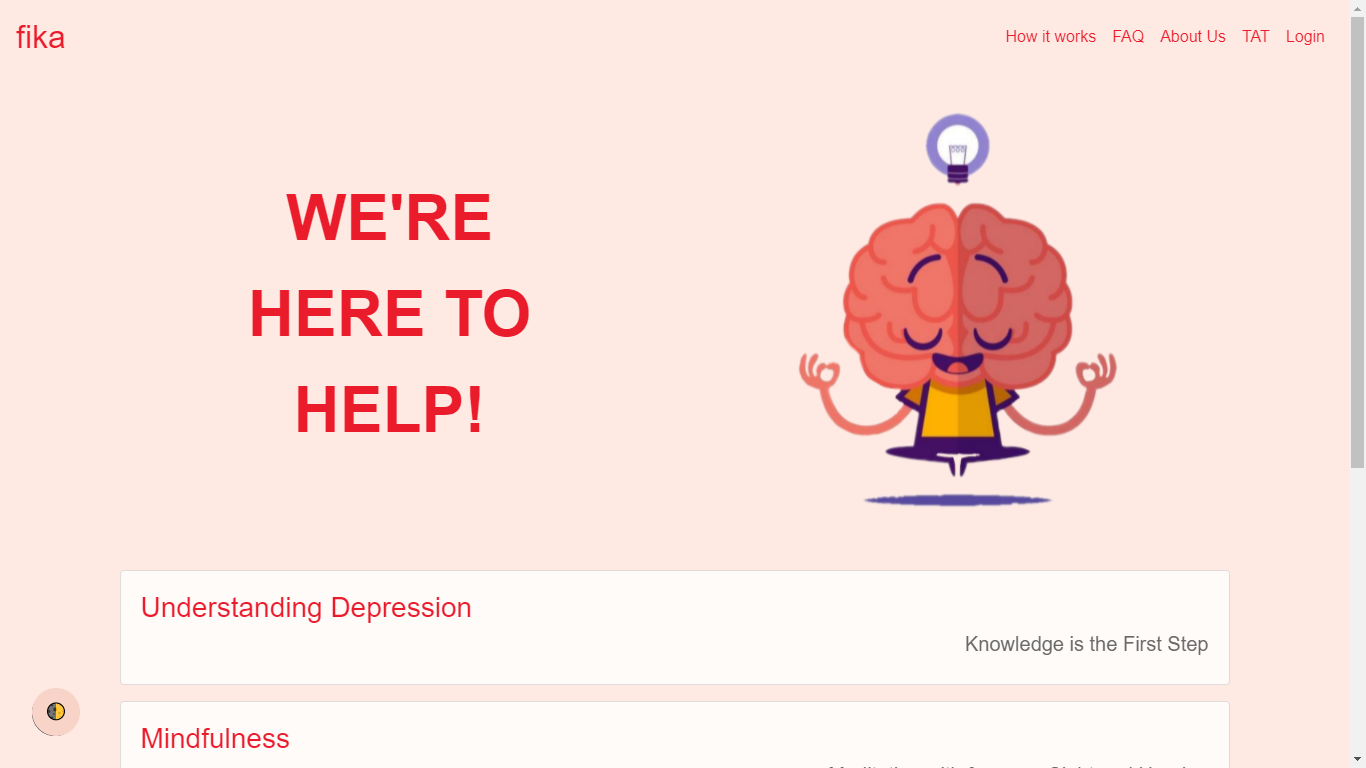 fika
How it works FAQ About Us TAT Login
WE'RE
HERE TO
HELP!
Understanding Depression
Knowledge is the First Step
Mindfulness